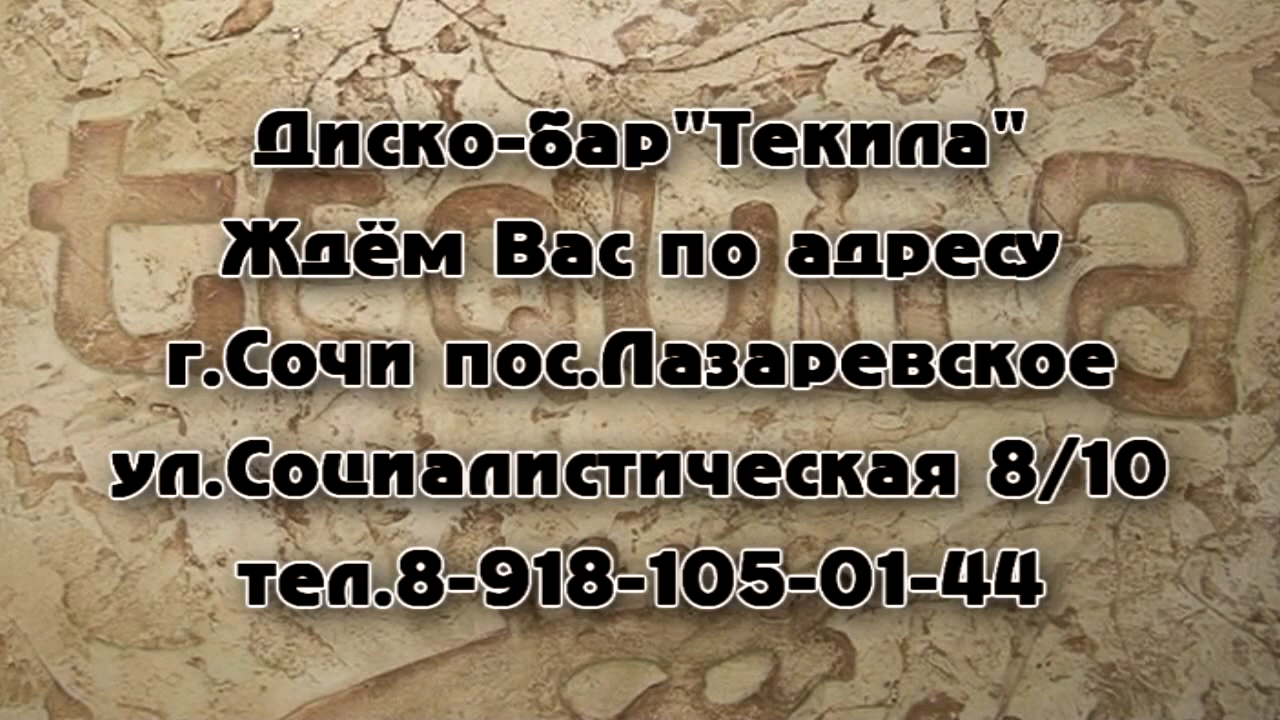 Диско-бар"Текила"
Ждём Вас по адресу
г.Сочи пос.Лазаревское
ул.Социалистическая 8/10
тел.8-918-105-01-44
tequila